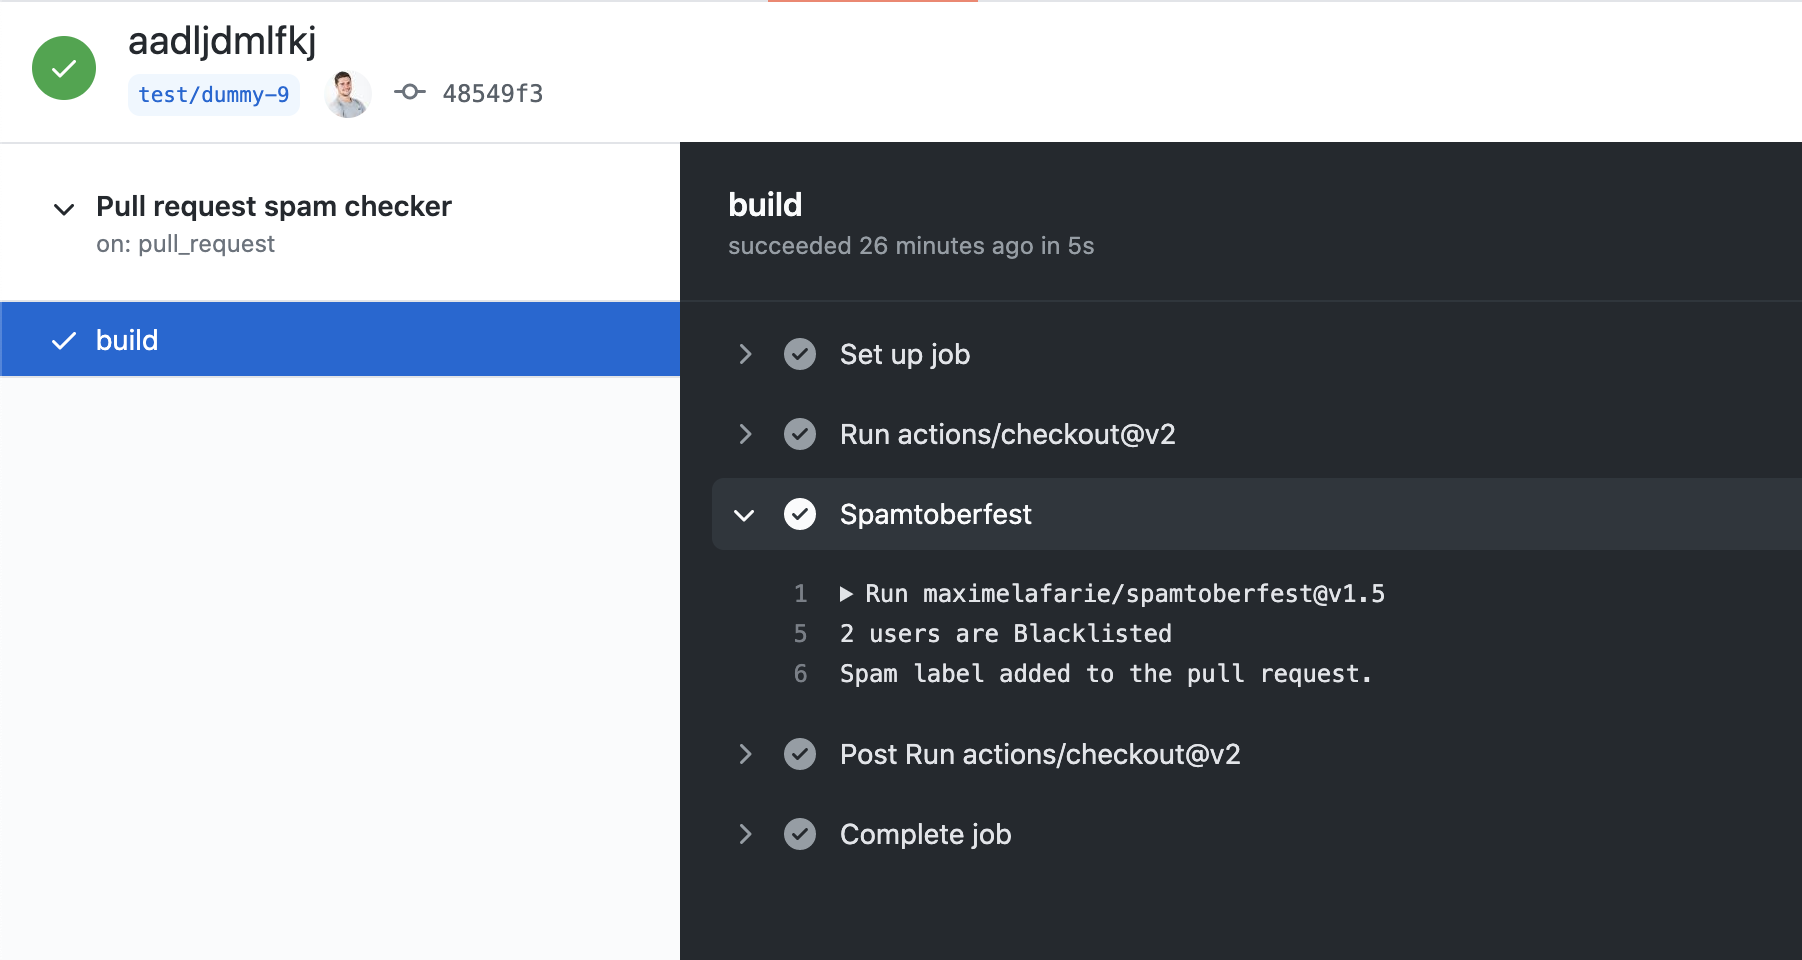 aadljdmlfkj
test/dummy-9 48549f3
Pull request spam checker
on: pull_request
build
build
succeeded 26 minutes ago in 5s
Set up job
Run actions/checkout@v2
Spamtoberfest
1 Run maximelafarie/spamtoberfest@v1.5
5 2 users are Blacklisted
6 Spam label added to the pull request.
Post Run actions/checkout@v2
Complete job